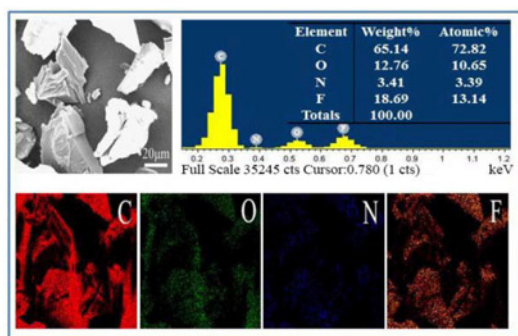 20μm
Element Weight% Atomic%
C 65.14 72.82
O 12.76 10.65
N 3.41 3.39
F 18.69 13.14
Totals 100.00
C
N
O
F
0.2 0.3 0.4 0.5 0.6 0.7 0.8 0.9 1 1.1 1.2
Full Scale 35245 cts Cursor:0.780 (1 cts) keV
C O N F